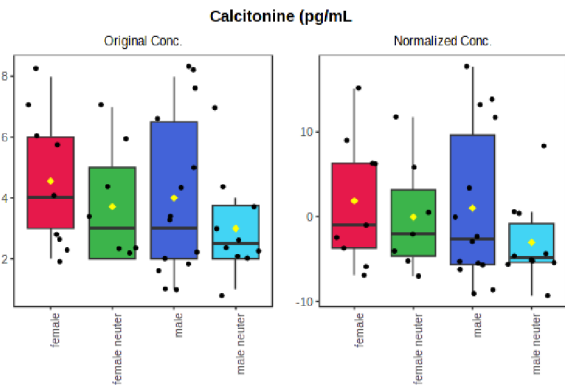 Calcitonine (pg/mL
Original Conc.
Normalized Conc.
8
6
4
2
10
0
-10
female
female neuter
male
male neuter
female
female neuter
male
male neuter